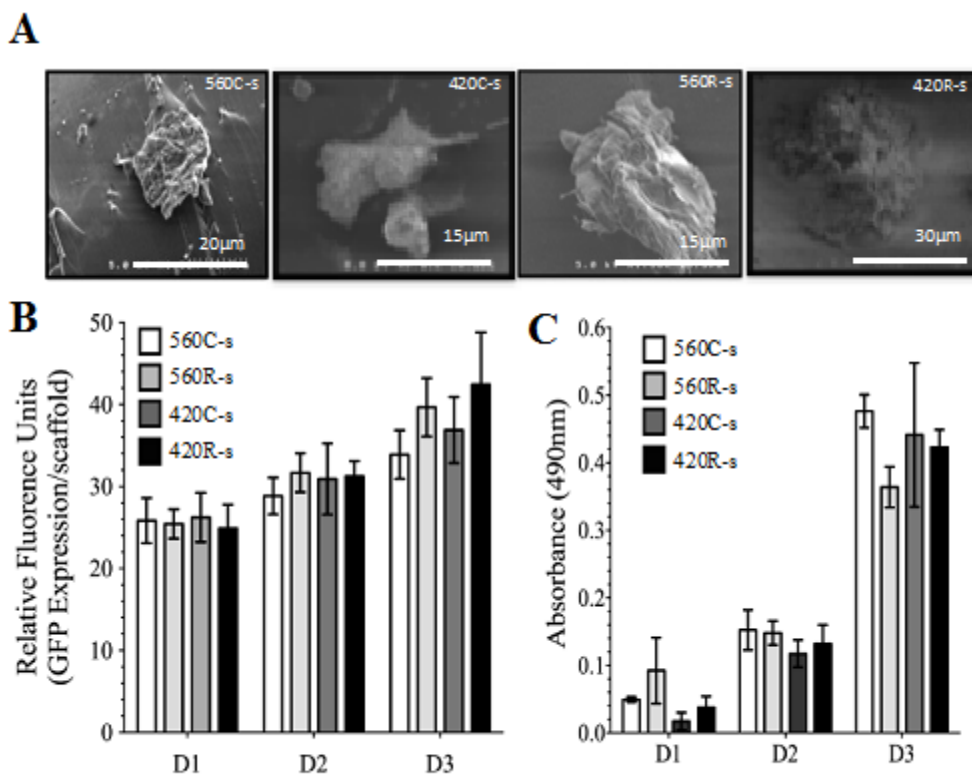 A
560C-s
420C-s
560R-s
420R-s
20μm
15μm
15μm
30μm
B
Relative Fluorence Units
(GFP Expression/scaffold)
50
40
30
20
10
0
560C-s
560R-s
420C-s
420R-s
D1
D2
D3
C
Absorbance (490nm)
0.6
0.5
0.4
0.3
0.2
0.1
0.0
560C-s
560R-s
420C-s
420R-s
D1
D2
D3